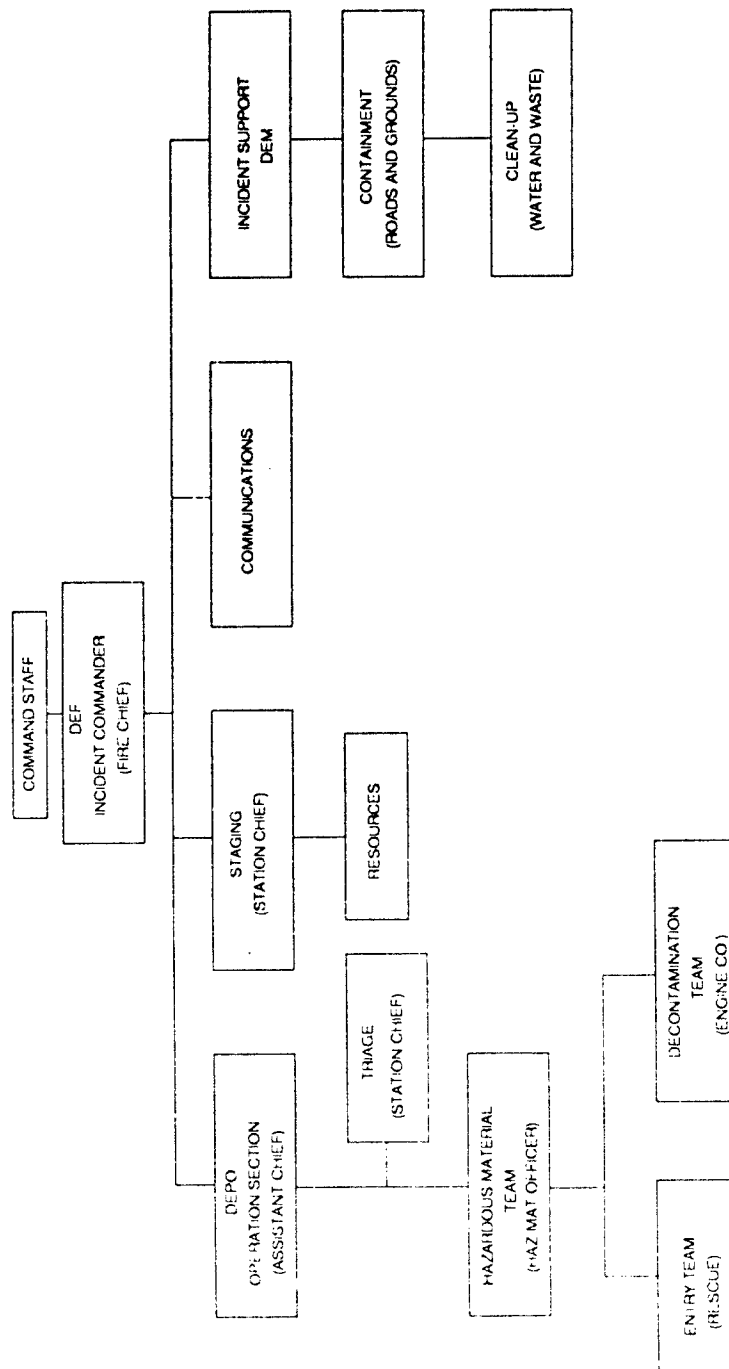 COMMAND STAFF
DEF
INCIDENT COMMANDER
(FIRE CHIEF)
DEPO
OPERATION SECTION
(ASSISTANT CHIEF)
STAGING
(STATION CHIEF)
COMMUNICATIONS
INCIDENT SUPPORT
DEM
TRIAGE
(STATION CHIEF)
RESOURCES
CONTAINMENT
(ROADS AND GROUNDS)
HAZARDOUS MATERIAL
TEAM
(HAZ MAT OFFICER)
CLEAN-UP
(WATER AND WASTE)
ENTRY TEAM
(RESCUE)
DECONTAMINATION
TEAM
(ENGINE CO)